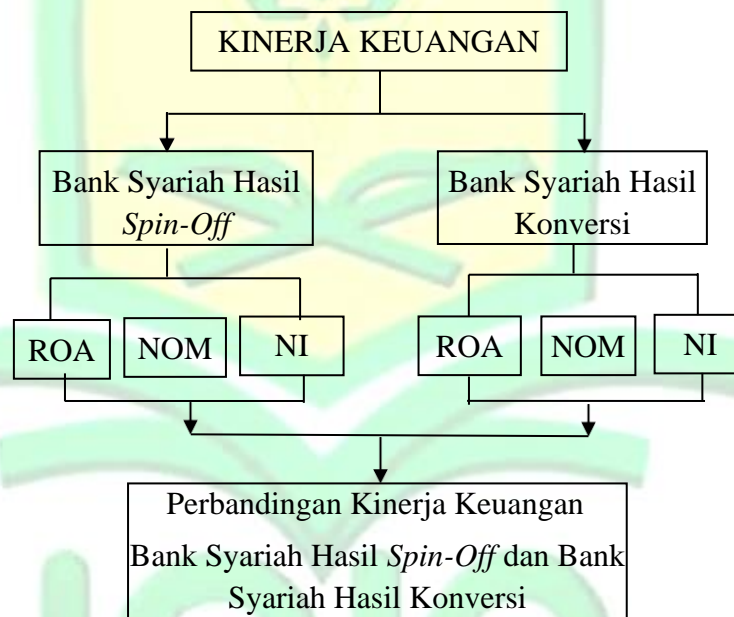 KINERJA KEUANGAN
Bank Syariah Hasil
Spin-Off
Bank Syariah Hasil
Konversi
ROA
NOM
NI
ROA
NOM
NI
Perbandingan Kinerja Keuangan
Bank Syariah Hasil Spin-Off dan Bank
Syariah Hasil Konversi